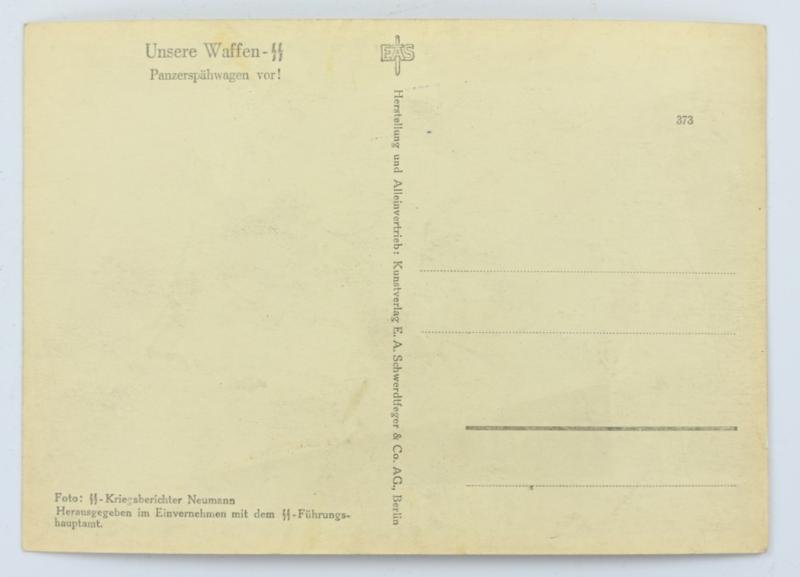 Unsere Waffen-SS
Panzerspähwagen vor!
EAS
Herstellung und Alleinvertrieb: Kunstverlag E. A. Schwerdtfeger & Co. AG., Berlin
373
Foto: SS-Kriegsberichter Neumann
Herausgegeben im Einvernehmen mit dem SS-Führungs-
hauptamt.